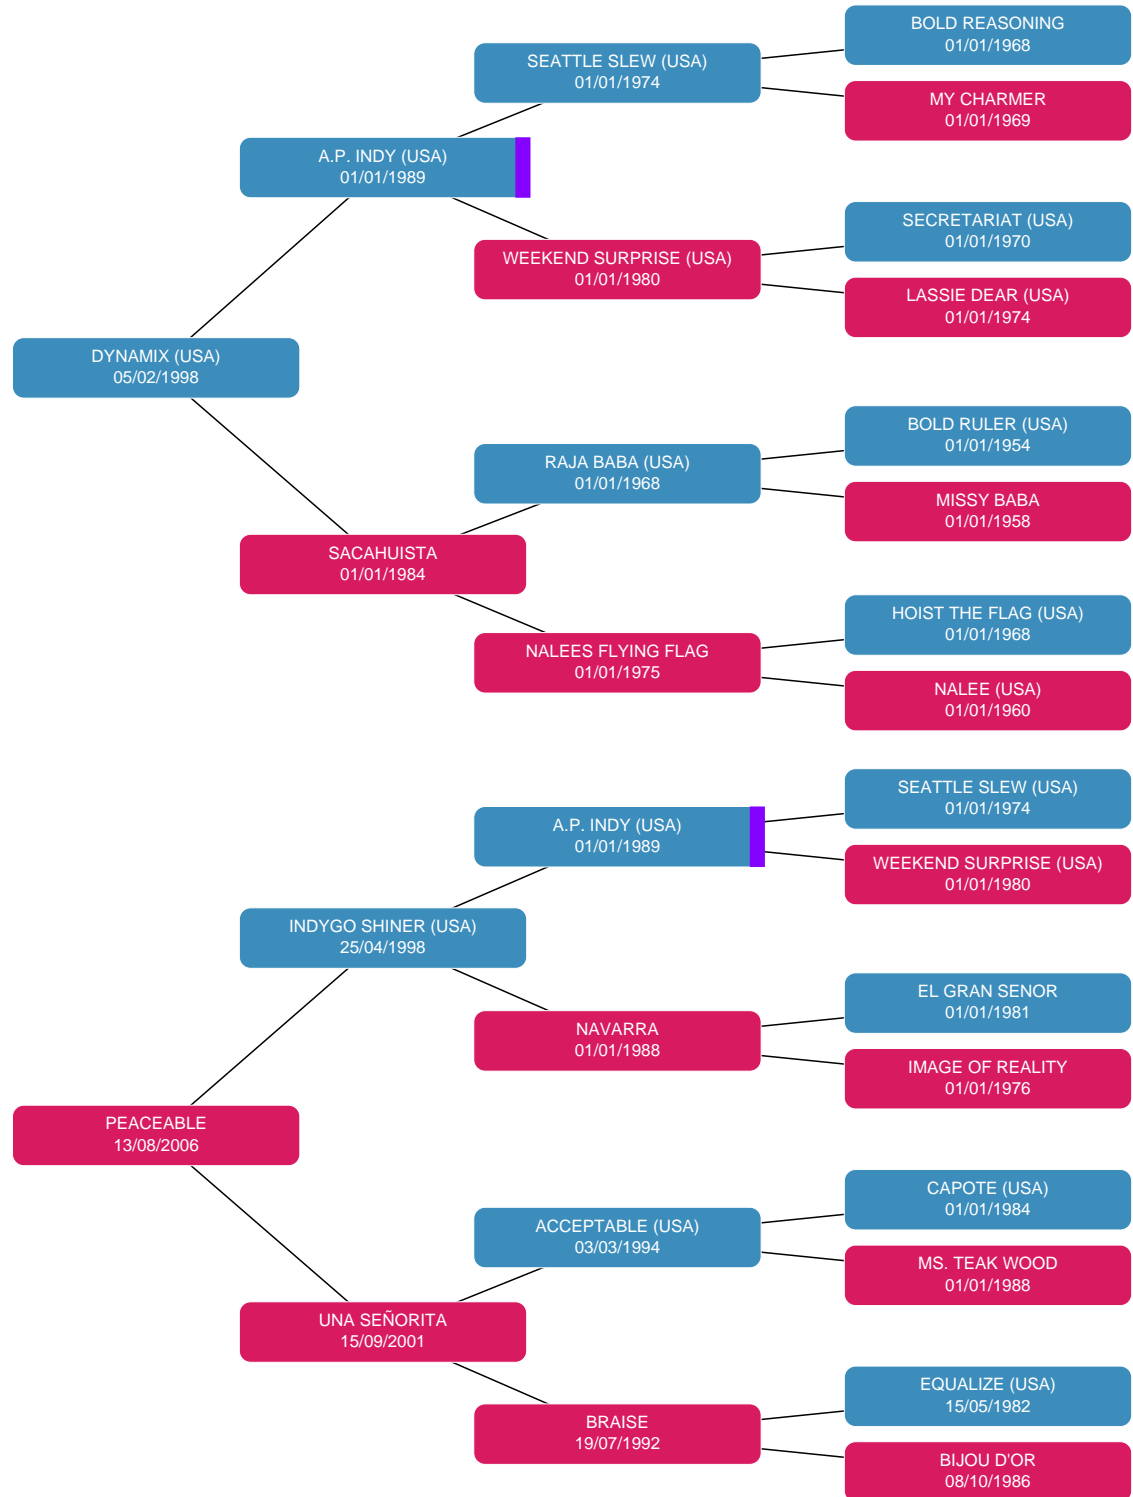 BOLD REASONING
01/01/1968
SEATTLE SLEW (USA)
01/01/1974
MY CHARMER
01/01/1969
A.P. INDY (USA)
01/01/1989
SECRETARIAT (USA)
01/01/1970
WEEKEND SURPRISE (USA)
01/01/1980
LASSIE DEAR (USA)
01/01/1974
DYNAMIX (USA)
05/02/1998
BOLD RULER (USA)
01/01/1954
RAJA BABA (USA)
01/01/1968
MISSY BABA
01/01/1958
SACAHUISTA
01/01/1984
HOIST THE FLAG (USA)
01/01/1968
NALEES FLYING FLAG
01/01/1975
NALEE (USA)
01/01/1960
SEATTLE SLEW (USA)
01/01/1974
A.P. INDY (USA)
01/01/1989
WEEKEND SURPRISE (USA)
01/01/1980
INDYGO SHINER (USA)
25/04/1998
EL GRAN SENOR
01/01/1981
NAVARRA
01/01/1988
IMAGE OF REALITY
01/01/1976
PEACEABLE
13/08/2006
CAPOTE (USA)
01/01/1984
ACCEPTABLE (USA)
03/03/1994
MS. TEAK WOOD
01/01/1988
UNA SEÑORITA
15/09/2001
EQUALIZE (USA)
15/05/1982
BRAISE
19/07/1992
BIJOU D'OR
08/10/1986